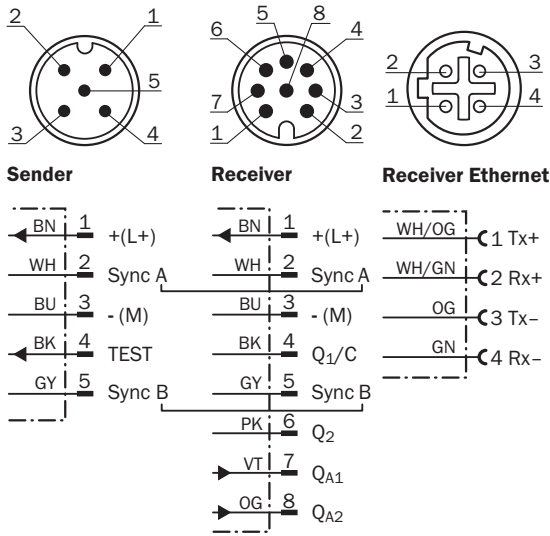 2 1
5
3 4
5 8
6 4
7 3
1 2
2 3
1 4
Sender
Receiver
Receiver Ethernet
BN 1 +(L+)
WH 2 Sync A
BU 3 - (M)
BK 4 TEST
GY 5 Sync B
BN 1 +(L+)
WH 2 Sync A
BU 3 - (M)
BK 4 Q1/C
GY 5 Sync B
PK 6 Q2
VT 7 QA1
OG 8 QA2
WH/OG 1 Tx+
WH/GN 2 Rx+
OG 3 Tx–
GN 4 Rx–